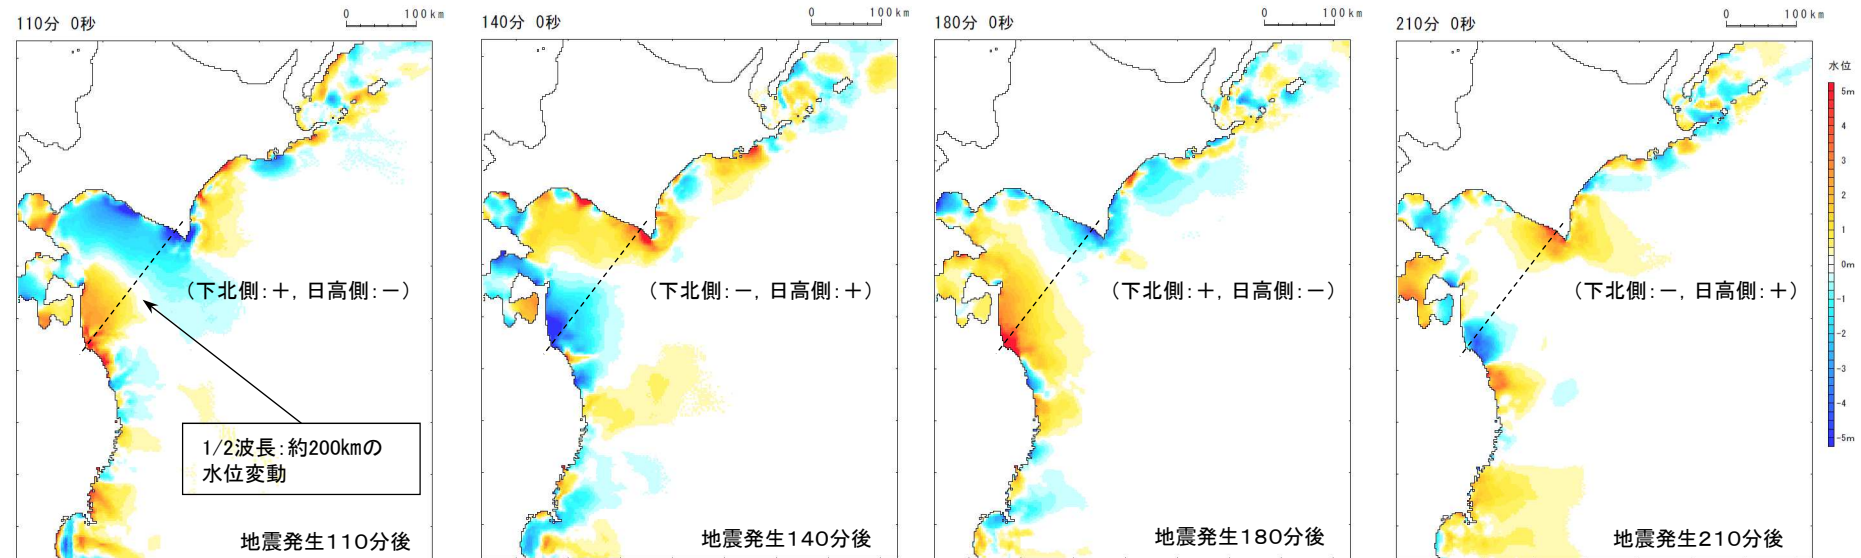 110分 0秒
0 100km
(下北側:+, 日高側:-)
1/2波長:約200kmの
水位変動
地震発生110分後
140分 0秒
0 100km
(下北側:-, 日高側:+)
地震発生140分後
180分 0秒
0 100km
(下北側:+, 日高側:-)
地震発生180分後
210分 0秒
0 100km
(下北側:-, 日高側:+)
地震発生210分後
水位
5m
4
3
2
1
0m
-1
-2
-3
-4
-5m